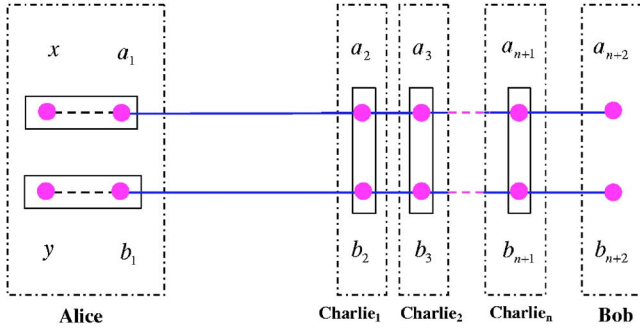 x a₁ a₂ a₃ aₙ₊₁ aₙ₊₂
y b₁ b₂ b₃ bₙ₊₁ bₙ₊₂
Alice Charlie₁ Charlie₂ Charlieₙ Bob